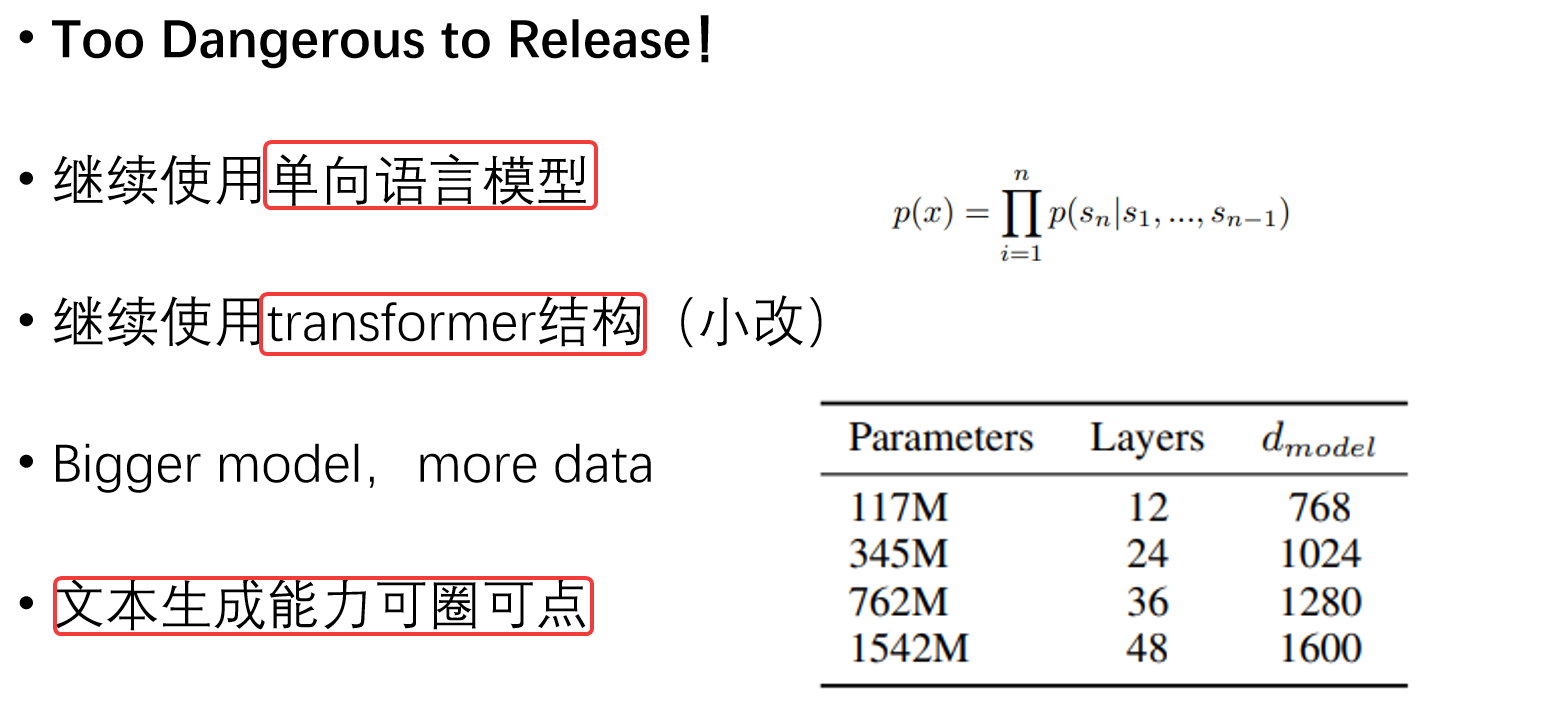 • Too Dangerous to Release！
• 继续使用单向语言模型
p(x) = ∏_{i=1}^{n} p(s_n|s_1, ..., s_{n−1})
• 继续使用transformer结构（小改）
• Bigger model，more data
• 文本生成能力可圈可点
Parameters Layers d_{model}
117M 12 768
345M 24 1024
762M 36 1280
1542M 48 1600